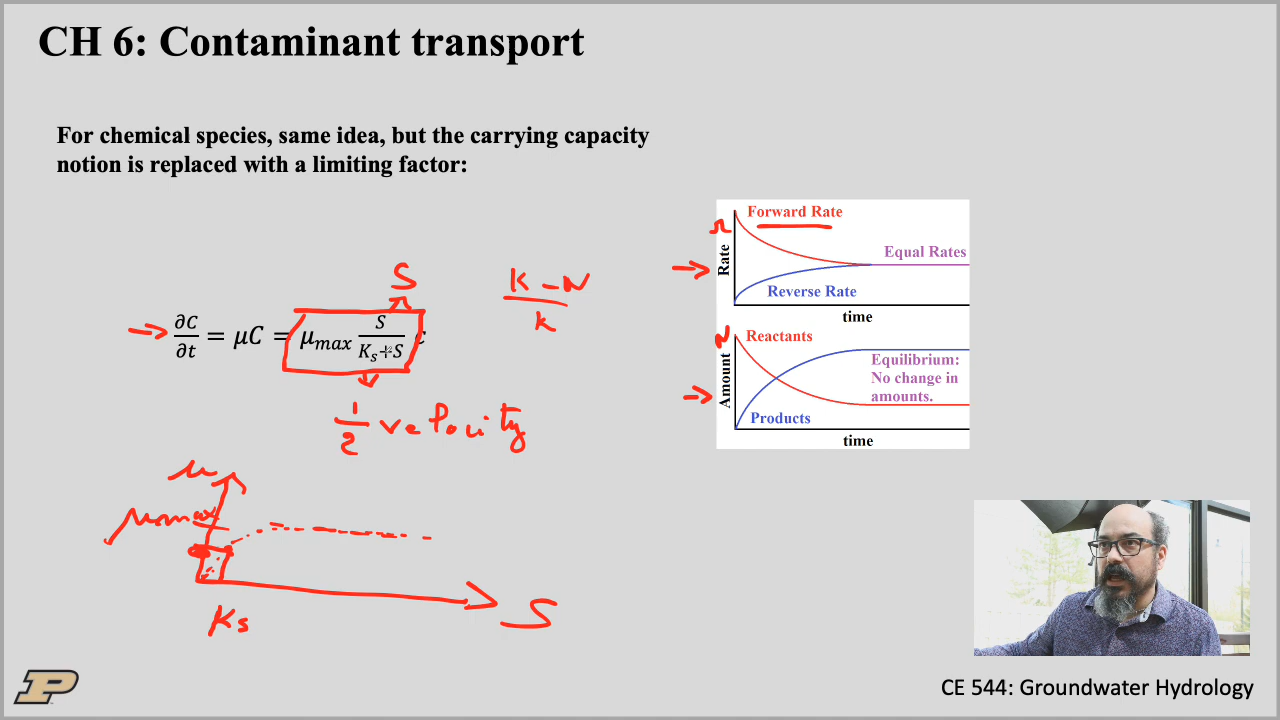 CH 6: Contaminant transport
For chemical species, same idea, but the carrying capacity
notion is replaced with a limiting factor:
S
K - N
K
∂C/∂t = μC = μmax S/(Ks+S) c
1/2 velocity
μ
μmax
Ks
S
Forward Rate
Rate
Equal Rates
Reverse Rate
time
Reactants
Amount
Equilibrium:
No change in
amounts.
Products
time
P
CE 544: Groundwater Hydrology